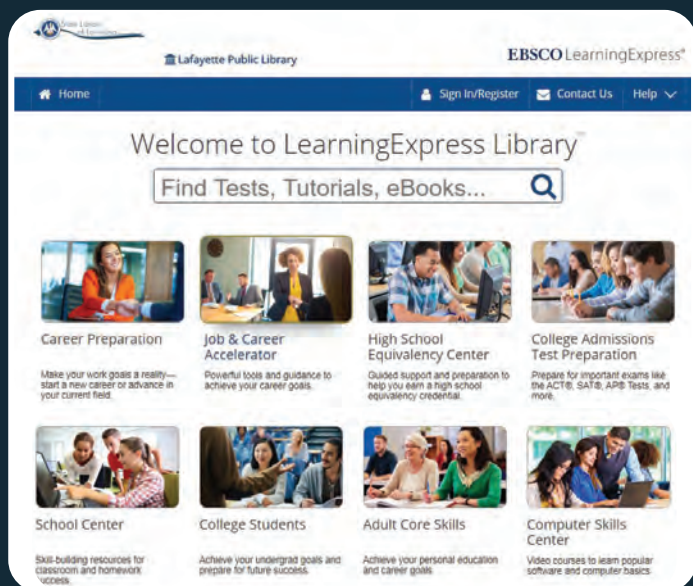 State Library
of Louisiana
Lafayette Public Library
EBSCO LearningExpress®
Home
Sign In/Register
Contact Us
Help
Welcome to LearningExpress Library™
Find Tests, Tutorials, eBooks...
Career Preparation
Make your work goals a reality—
start a new career or advance in
your current field.
Job & Career
Accelerator
Powerful tools and guidance to
achieve your career goals.
High School
Equivalency Center
Guided support and preparation to
help you earn a high school
equivalency credential.
College Admissions
Test Preparation
Prepare for important exams like
the ACT®, SAT®, AP® Tests, and
more.
School Center
Skill-building resources for
classroom and homework
success.
College Students
Achieve your undergrad goals and
prepare for future success.
Adult Core Skills
Achieve your personal education
and career goals.
Computer Skills
Center
Video courses to learn popular
software and computer basics.